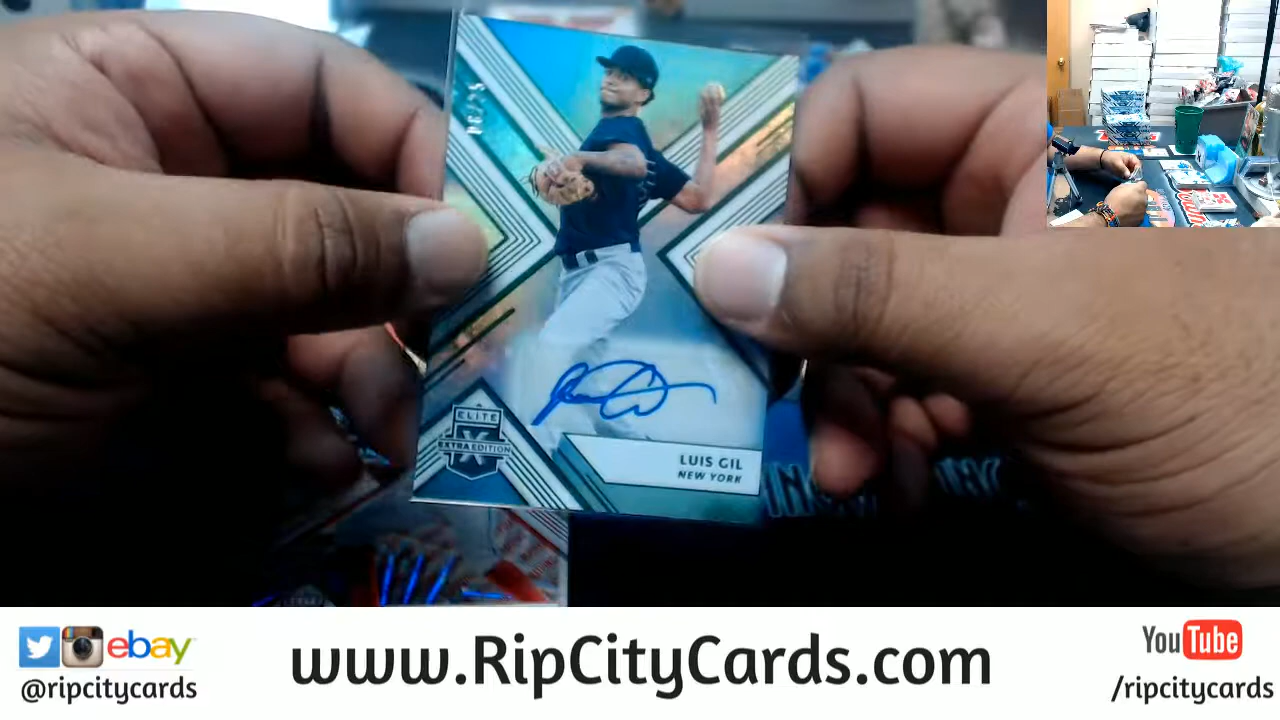 ELITE
X
EXTRA EDITION
LUIS GIL
NEW YORK
ebay
@ripcitycards
www.RipCityCards.com
YouTube
/ripcitycards